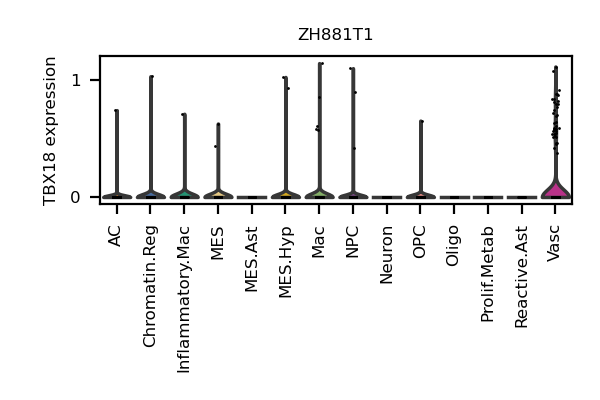 ZH881T1
TBX18 expression
1
0
AC
Chromatin.Reg
Inflammatory.Mac
MES
MES.Ast
MES.Hyp
Mac
NPC
Neuron
OPC
Oligo
Prolif.Metab
Reactive.Ast
Vasc